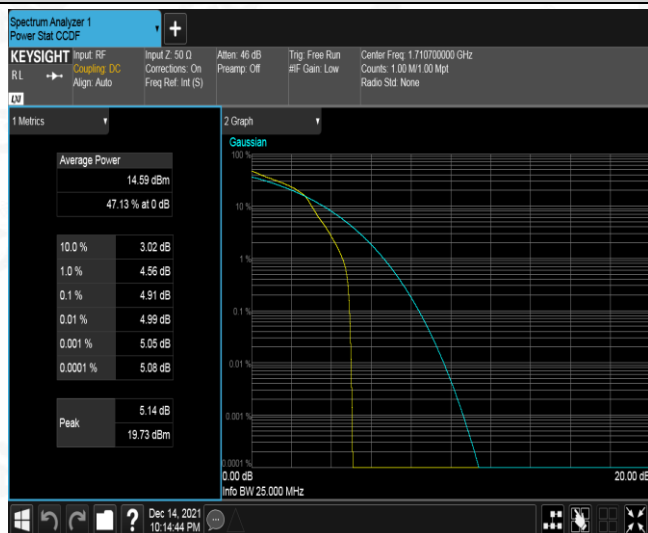 Spectrum Analyzer 1
Power Stat CCDF
KEYSIGHT
RL
LXI
Input: RF
Coupling: DC
Align: Auto
Input Z: 50 Ω
Corrections: On
Freq Ref: Int (S)
Atten: 46 dB
Preamp: Off
Trig: Free Run
#IF Gain: Low
Center Freq: 1.710700000 GHz
Counts: 1.00 M/1.00 Mpt
Radio Std: None
1 Metrics
Average Power
14.59 dBm
47.13 % at 0 dB
10.0 % 3.02 dB
1.0 % 4.56 dB
0.1 % 4.91 dB
0.01 % 4.99 dB
0.001 % 5.05 dB
0.0001 % 5.08 dB
Peak
5.14 dB
19.73 dBm
2 Graph
Gaussian
100 %
10 %
1 %
0.1 %
0.01 %
0.001 %
0.0001 %
0.00 dB
20.00 dB
Info BW 25.000 MHz
?
Dec 14, 2021
10:14:44 PM